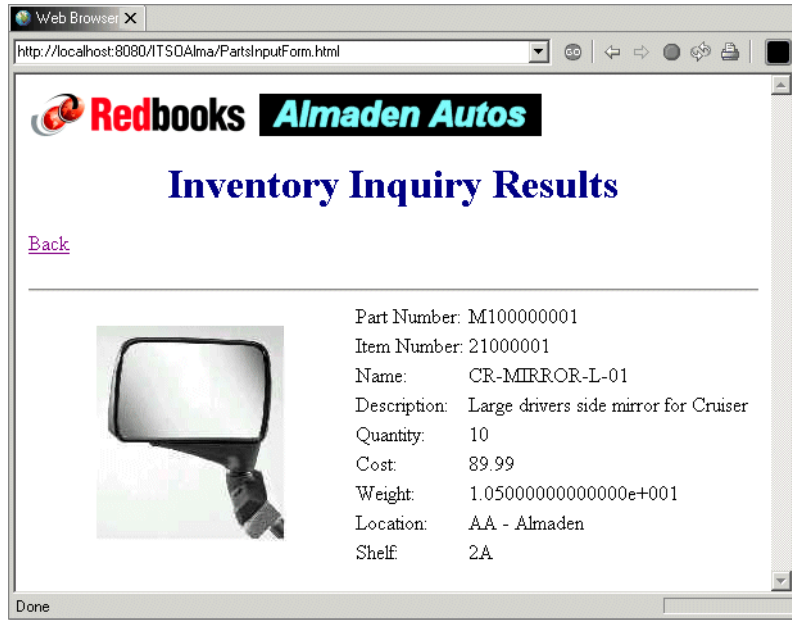 Web Browser
http://localhost:8080/ITSOAlma/PartsInputForm.html
GO
Redbooks Almaden Autos
Inventory Inquiry Results
Back
Part Number: M100000001
Item Number: 21000001
Name: CR-MIRROR-L-01
Description: Large drivers side mirror for Cruiser
Quantity: 10
Cost: 89.99
Weight: 1.05000000000000e+001
Location: AA - Almaden
Shelf: 2A
Done